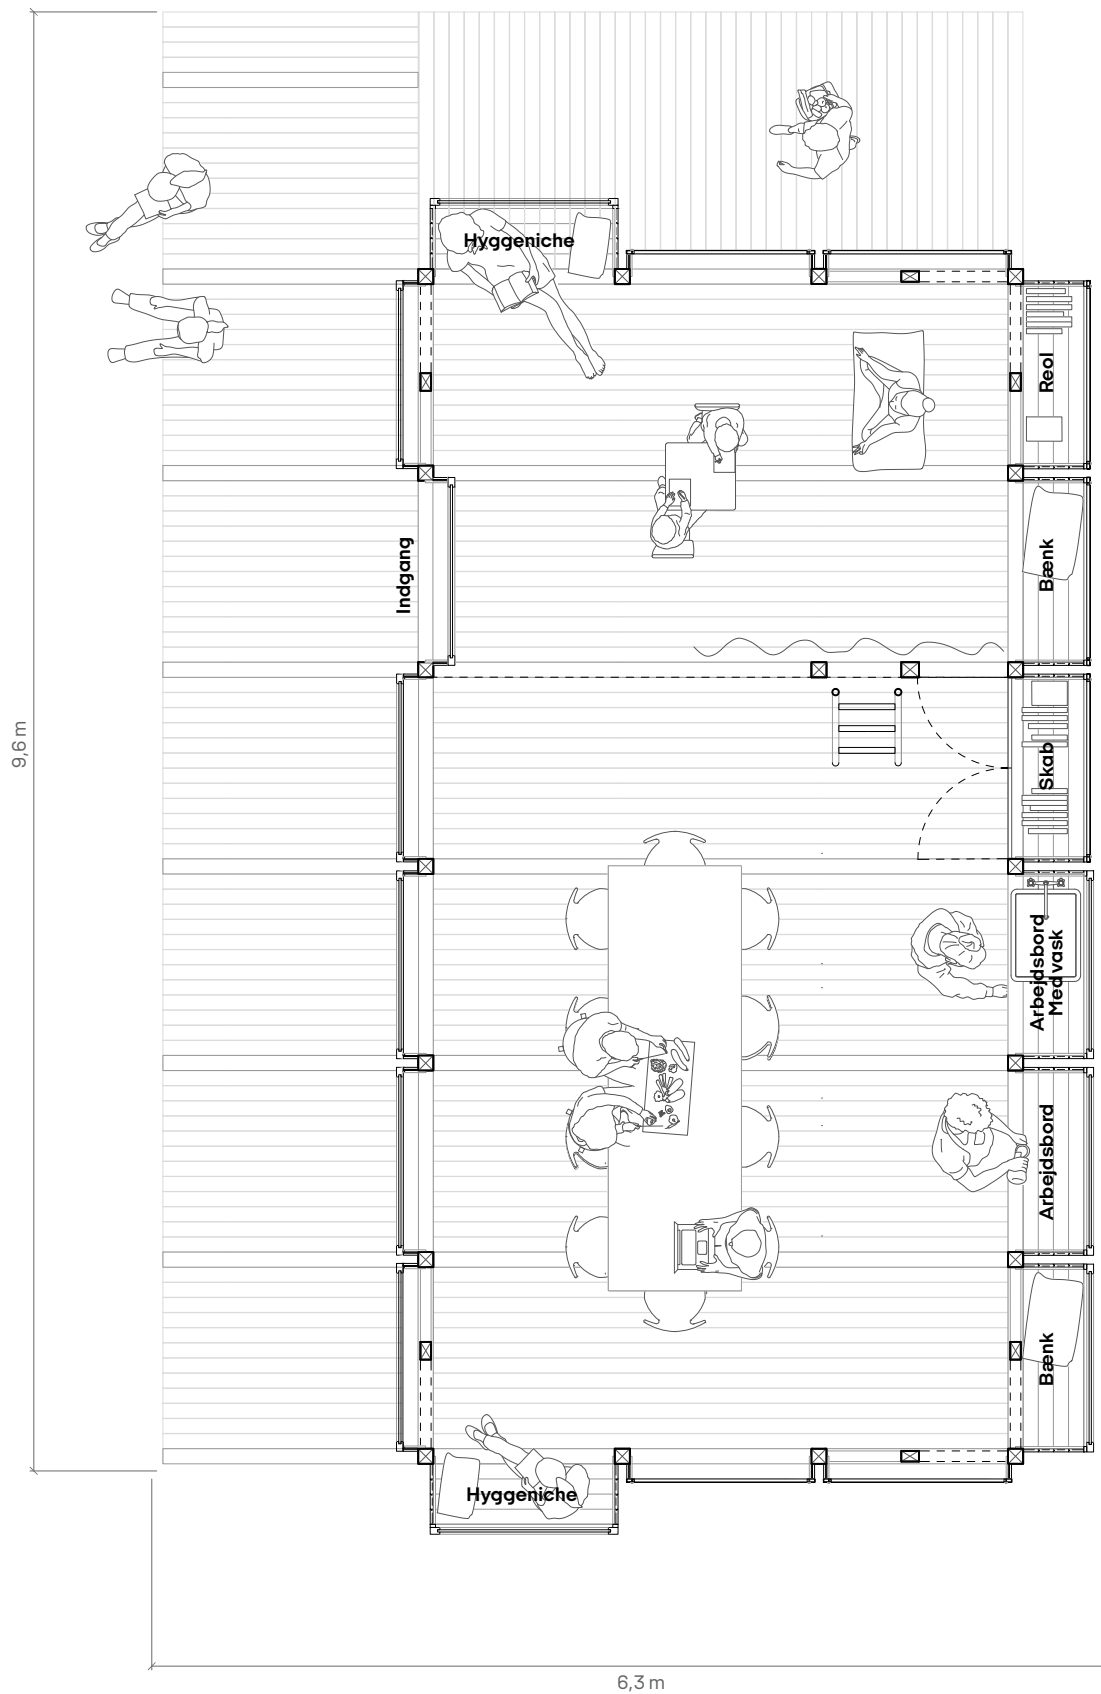 Hyggeniche
Reol
Indgang
Bænk
Skab
9,6 m
Arbejdsbord
Med vask
Arbejdsbord
Bænk
Hyggeniche
6,3 m